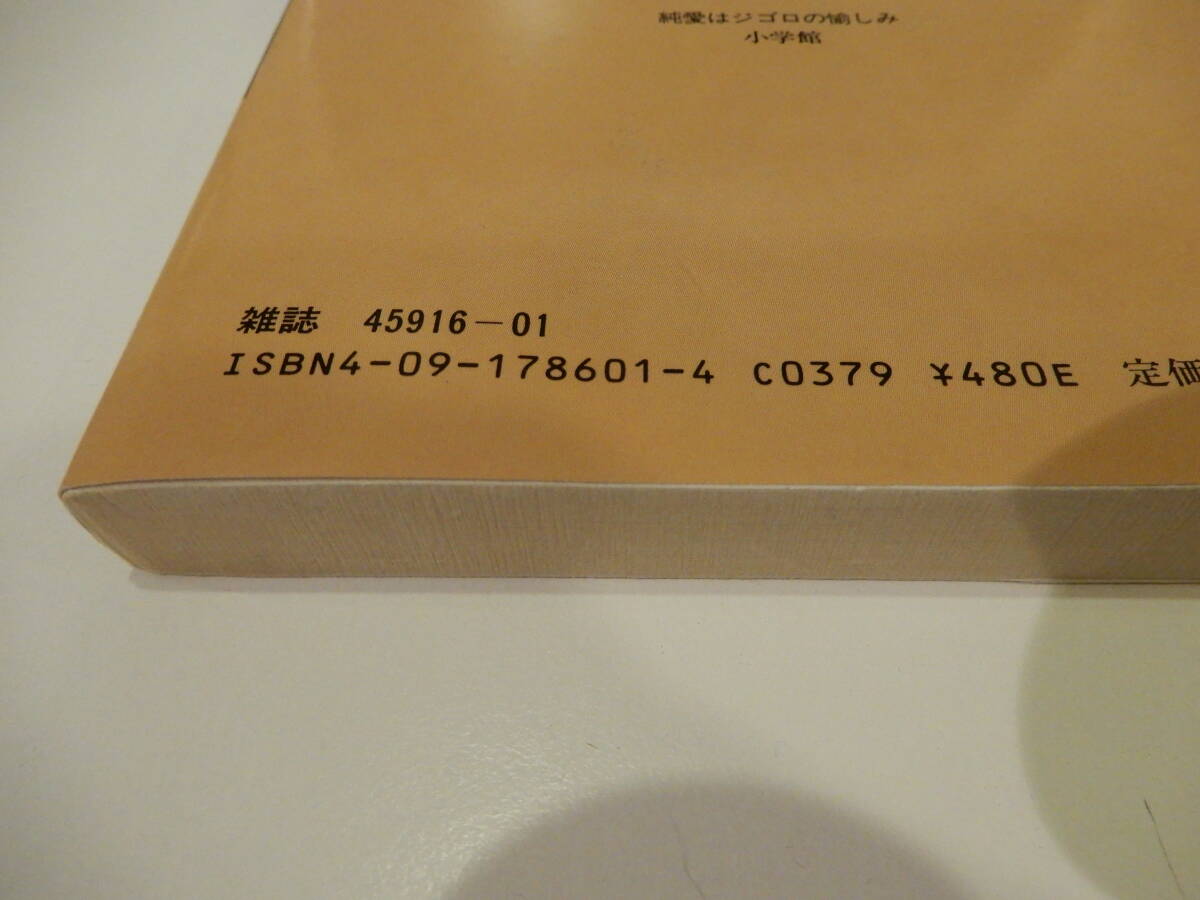 純愛はジゴロの愉しみ
小学館
雑誌 45916-01
ISBN4-09-178601-4 C0379 ¥480E 定価